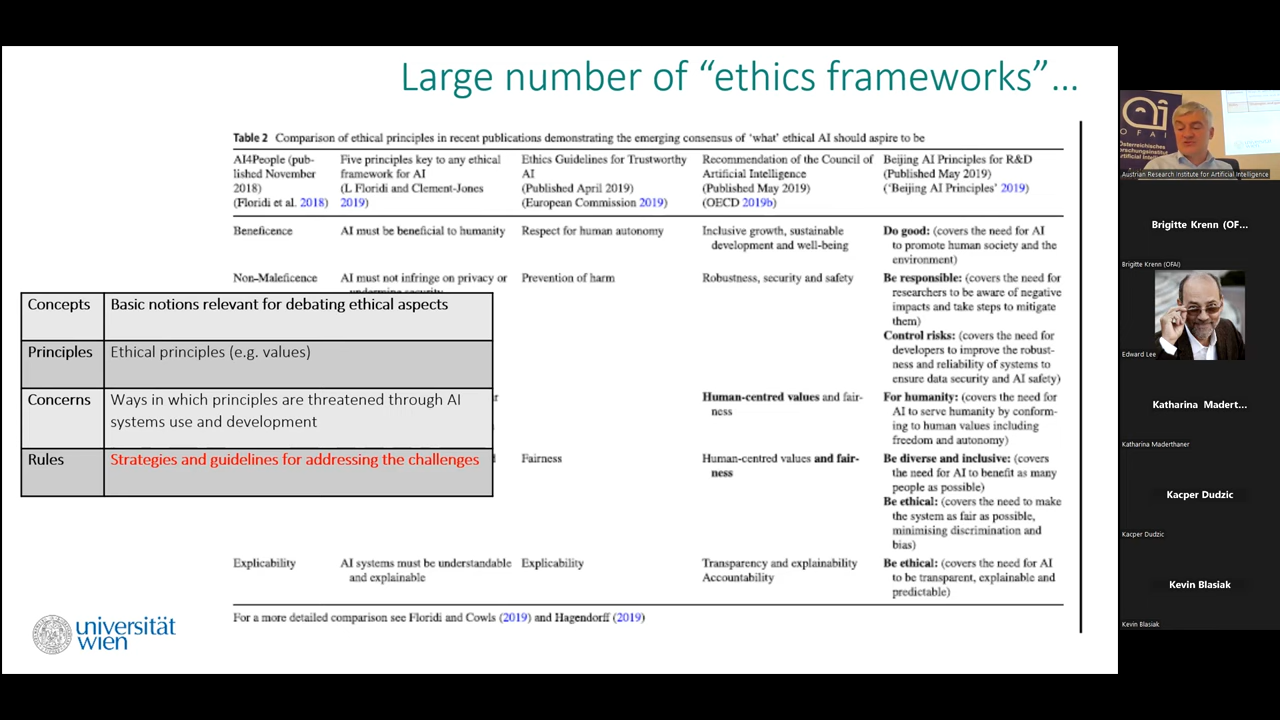 Large number of “ethics frameworks”...
Table 2 Comparison of ethical principles in recent publications demonstrating the emerging consensus of ‘what’ ethical AI should aspire to be
AI4People (pub-
lished November
2018)
(Floridi et al. 2018)
Five principles key to any ethical
framework for AI
(L Floridi and Clement-Jones
2019)
Ethics Guidelines for Trustworthy
AI
(Published April 2019)
(European Commission 2019)
Recommendation of the Council of
Artificial Intelligence
(Published May 2019)
(OECD 2019b)
Beijing AI Principles for R&D
(Published May 2019)
(‘Beijing AI Principles’ 2019)
Beneficence
AI must be beneficial to humanity
Respect for human autonomy
Inclusive growth, sustainable
development and well-being
Do good: (covers the need for AI
to promote human society and the
environment)
Non-Maleficence
AI must not infringe on privacy or
Prevention of harm
Robustness, security and safety
Be responsible: (covers the need for
researchers to be aware of negative
impacts and take steps to mitigate
them)
Control risks: (covers the need for
developers to improve the robust-
ness and reliability of systems to
ensure data security and AI safety)
Human-centred values and fair-
ness
For humanity: (covers the need for
AI to serve humanity by conform-
ing to human values including
freedom and autonomy)
Fairness
Human-centred values and fair-
ness
Be diverse and inclusive: (covers
the need for AI to benefit as many
people as possible)
Be ethical: (covers the need to make
the system as fair as possible,
minimising discrimination and
bias)
Explicability
AI systems must be understandable
and explainable
Explicability
Transparency and explainability
Accountability
Be ethical: (covers the need for AI
to be transparent, explainable and
predictable)
For a more detailed comparison see Floridi and Cowls (2019) and Hagendorff (2019)
Concepts
Basic notions relevant for debating ethical aspects
Principles
Ethical principles (e.g. values)
Concerns
Ways in which principles are threatened through AI
systems use and development
Rules
Strategies and guidelines for addressing the challenges
universität
wien
OFAI
Österreichisches
Forschungsinstitut
Artificial Intelligence
Austrian Research Institute for Artificial Intelligence
Brigitte Krenn (OF...
Brigitte Krenn (OFAI)
Edward Lee
Katharina Madert...
Katharina Maderthaner
Kacper Dudzic
Kacper Dudzic
Kevin Blasiak
Kevin Blasiak